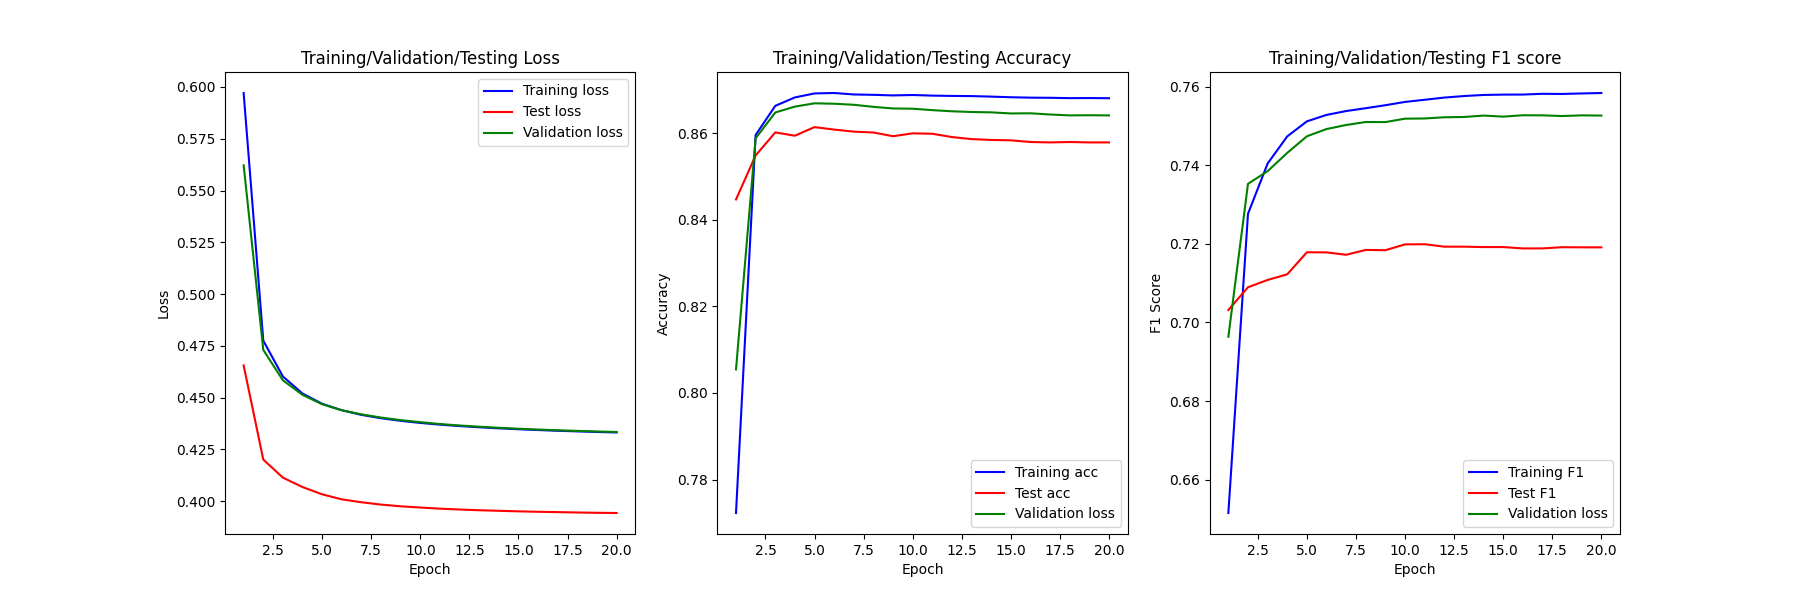 Training/Validation/Testing Loss
0.600
0.575
0.550
0.525
0.500
0.475
0.450
0.425
0.400
Loss
Training loss
Test loss
Validation loss
2.5 5.0 7.5 10.0 12.5 15.0 17.5 20.0
Epoch
Training/Validation/Testing Accuracy
0.86
0.84
0.82
0.80
0.78
Accuracy
Training acc
Test acc
Validation loss
2.5 5.0 7.5 10.0 12.5 15.0 17.5 20.0
Epoch
Training/Validation/Testing F1 score
0.76
0.74
0.72
0.70
0.68
0.66
F1 Score
Training F1
Test F1
Validation loss
2.5 5.0 7.5 10.0 12.5 15.0 17.5 20.0
Epoch